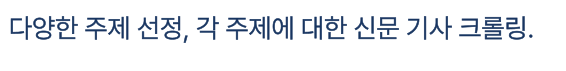 다양한 주제 선정, 각 주제에 대한 신문 기사 크롤링.